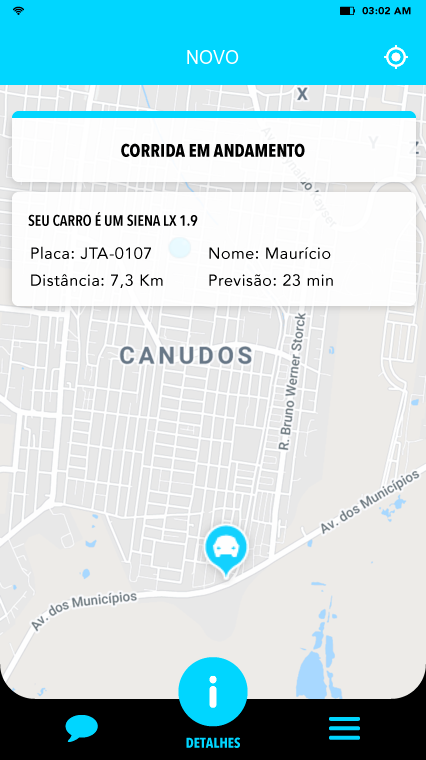 03:02 AM
NOVO
X
Y
Z
CORRIDA EM ANDAMENTO
SEU CARRO É UM SIENA LX 1.9
Placa: JTA-0107 Nome: Maurício
Distância: 7,3 Km Previsão: 23 min
CANUDOS
R. Bruno Werner Storck
Av. dos Municípios
Av. dos Municípios
DETALHES